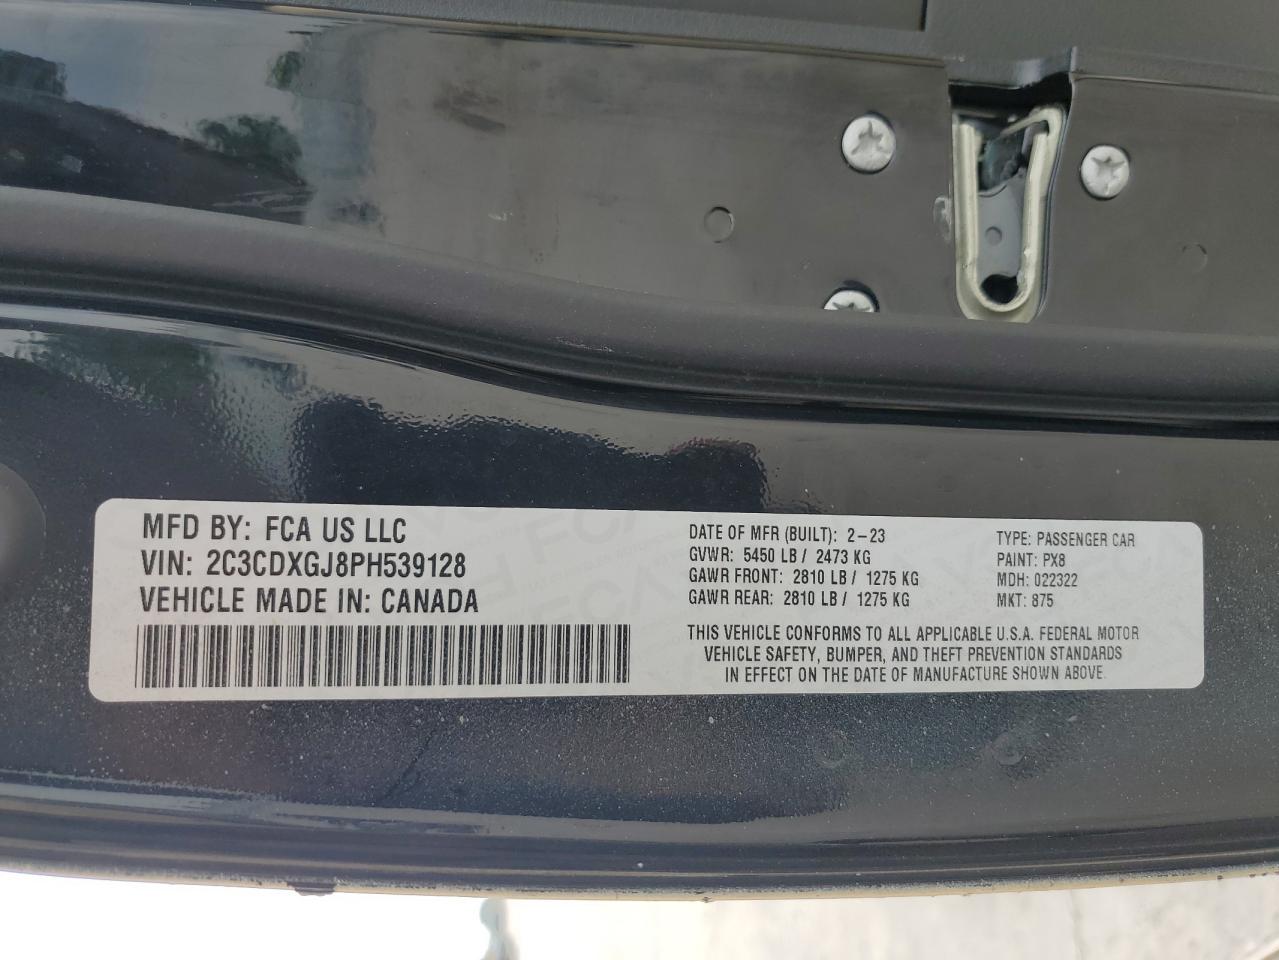 MFD BY: FCA US LLC
VIN: 2C3CDXGJ8PH539128
VEHICLE MADE IN: CANADA
DATE OF MFR (BUILT): 2-23
GVWR: 5450 LB / 2473 KG
GAWR FRONT: 2810 LB / 1275 KG
GAWR REAR: 2810 LB / 1275 KG
TYPE: PASSENGER CAR
PAINT: PX8
MDH: 022322
MKT: 875
THIS VEHICLE CONFORMS TO ALL APPLICABLE U.S.A. FEDERAL MOTOR
VEHICLE SAFETY, BUMPER, AND THEFT PREVENTION STANDARDS
IN EFFECT ON THE DATE OF MANUFACTURE SHOWN ABOVE.